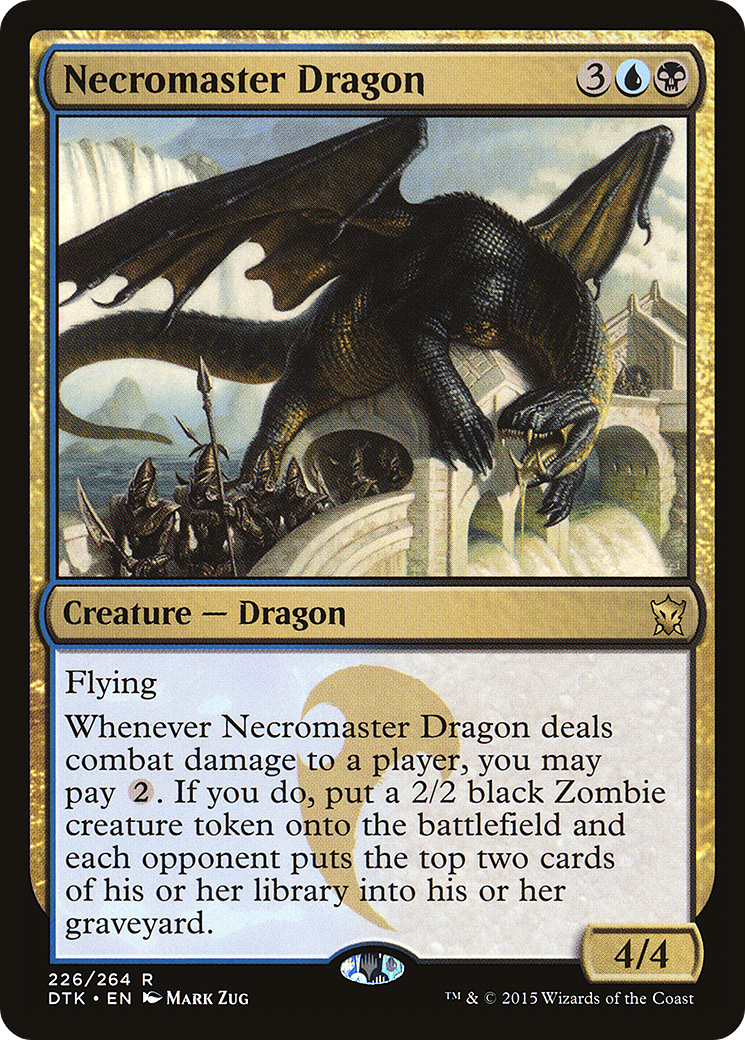 Necromaster Dragon 3
Creature — Dragon
Flying
Whenever Necromaster Dragon deals
combat damage to a player, you may
pay 2. If you do, put a 2/2 black Zombie
creature token onto the battlefield and
each opponent puts the top two cards
of his or her library into his or her
graveyard.
4/4
226/264 R
DTK • EN Mark Zug
™ & © 2015 Wizards of the Coast